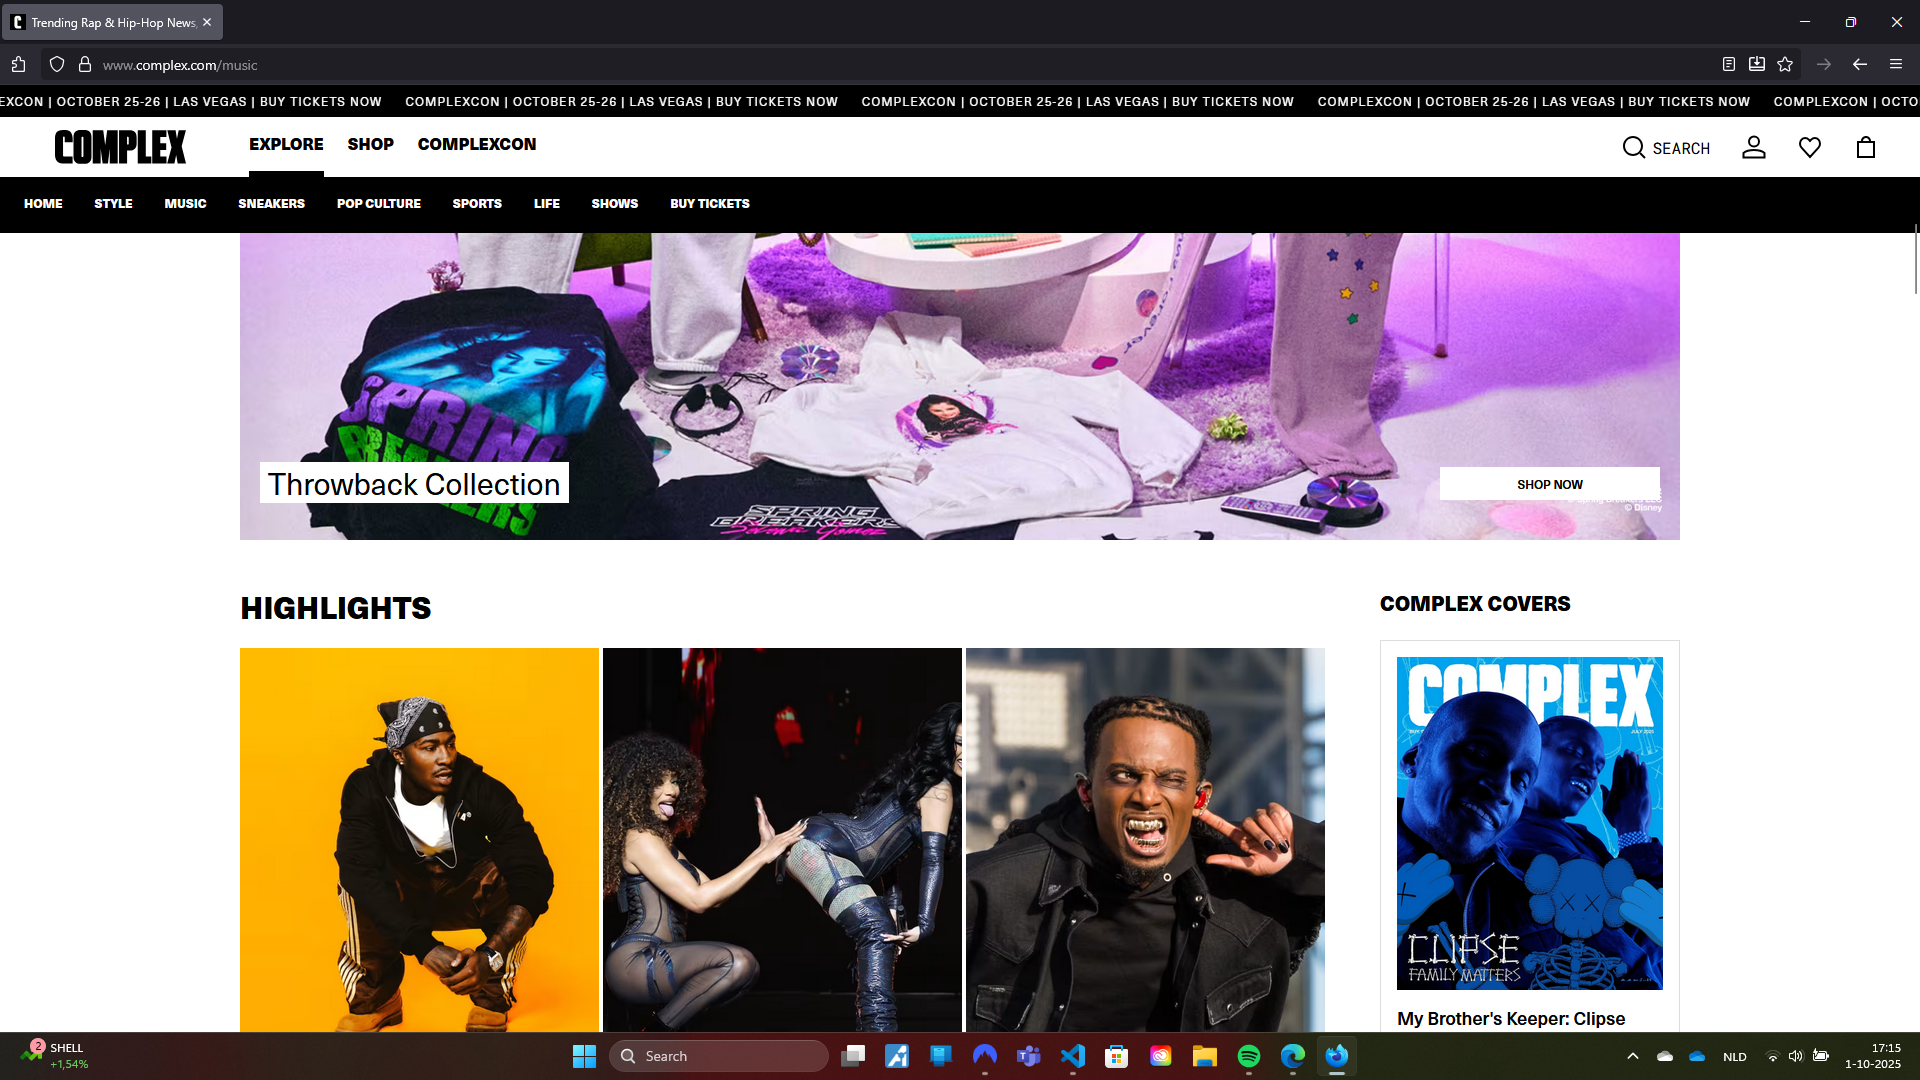 Trending Rap & Hip-Hop News,
www.complex.com/music
EXCON | OCTOBER 25-26 | LAS VEGAS | BUY TICKETS NOW COMPLEXCON | OCTOBER 25-26 | LAS VEGAS | BUY TICKETS NOW COMPLEXCON | OCTOBER 25-26 | LAS VEGAS | BUY TICKETS NOW COMPLEXCON | OCTOBER 25-26 | LAS VEGAS | BUY TICKETS NOW COMPLEXCON | OCTO
COMPLEX EXPLORE SHOP COMPLEXCON SEARCH
HOME STYLE MUSIC SNEAKERS POP CULTURE SPORTS LIFE SHOWS BUY TICKETS
SPRING
BREAKERS
Throwback Collection
SHOP NOW
© Disney
SPRING
BREAKERS
Selena Gomez
HIGHLIGHTS
COMPLEX COVERS
COMPLEX
JULY 2025
CLIPSE
FAMILY MATTERS
My Brother's Keeper: Clipse
2
SHELL
+1,54%
Search
NLD
17:15
1-10-2025